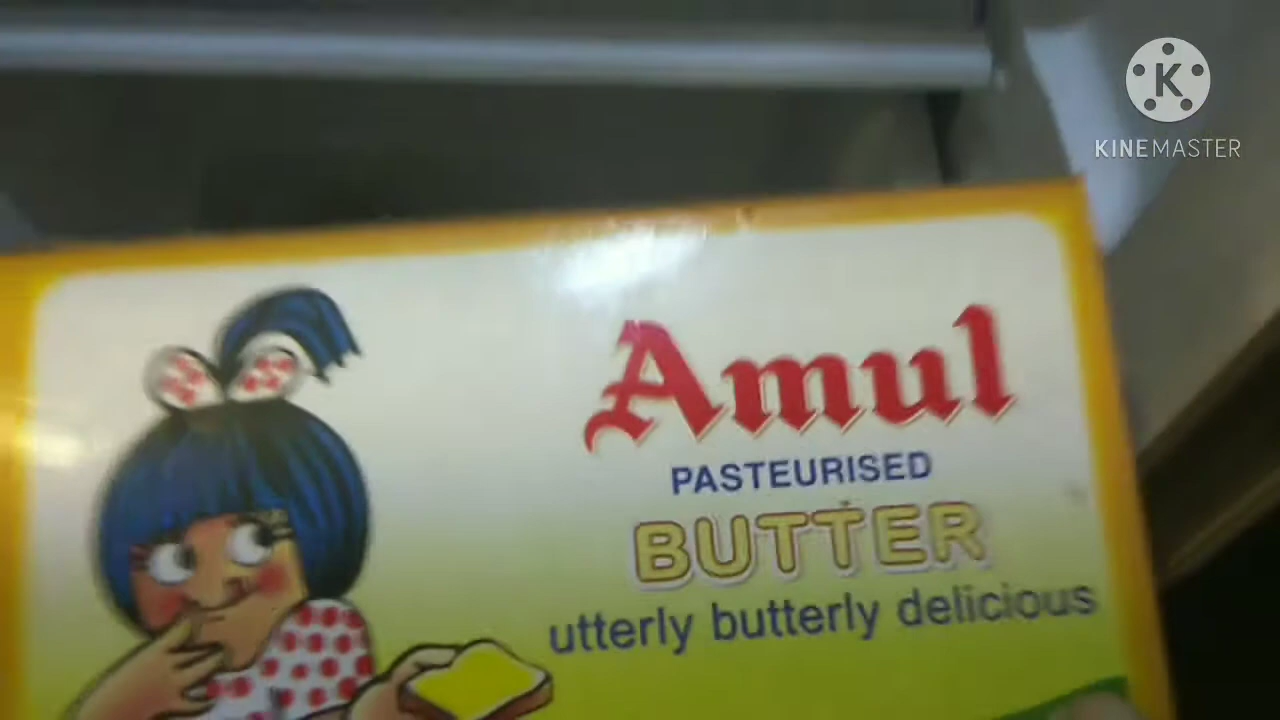 K
KINEMASTER
Amul
PASTEURISED
BUTTER
utterly butterly delicious